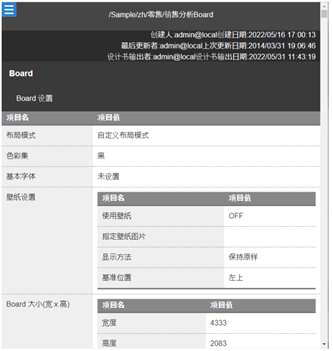 /Sample/zh/零售/销售分析Board
创建人:admin@local创建日期:2022/05/16 17:00:13
最后更新者:admin@local上次更新日期:2014/03/31 19:06:46
设计书输出者:admin@local设计书输出日期:2022/05/31 11:43:19
Board
Board 设置
项目名 项目值
布局模式 自定义布局模式
色彩集 黑
基本字体 未设置
壁纸设置 项目名 项目值
使用壁纸 OFF
指定壁纸图片
显示方法 保持原样
基准位置 左上
Board 大小(宽 x 高) 项目名 项目值
宽度 4333
高度 2083